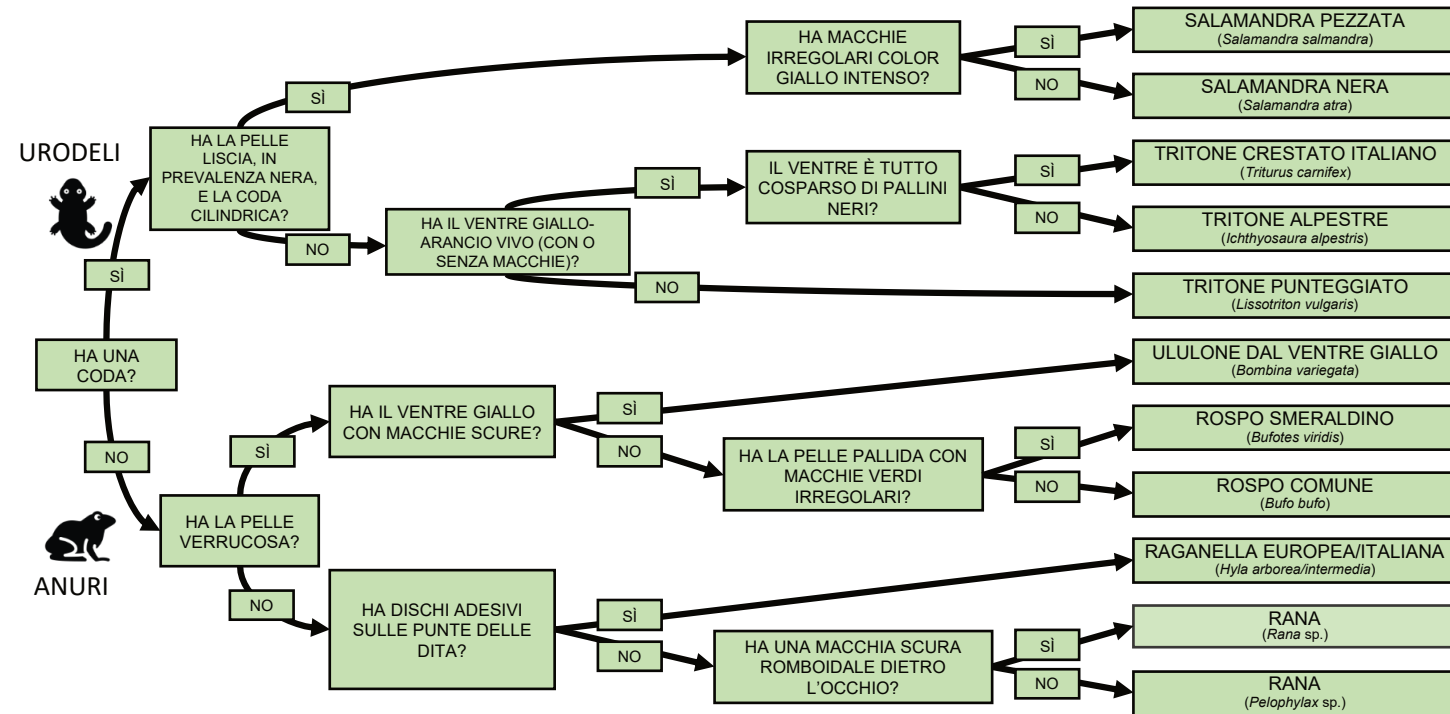 HA UNA
CODA?
SÌ
NO
URODELI
HA LA PELLE
LISCIA, IN
PREVALENZA NERA,
E LA CODA
CILINDRICA?
SÌ
NO
HA MACCHIE
IRREGOLARI COLOR
GIALLO INTENSO?
SÌ
NO
SALAMANDRA PEZZATA
(Salamandra salmandra)
SALAMANDRA NERA
(Salamandra atra)
HA IL VENTRE GIALLO-
ARANCIO VIVO (CON O
SENZA MACCHIE)?
SÌ
NO
IL VENTRE È TUTTO
COSPARSO DI PALLINI
NERI?
SÌ
NO
TRITONE CRESTATO ITALIANO
(Triturus carnifex)
TRITONE ALPESTRE
(Ichthyosaura alpestris)
TRITONE PUNTEGGIATO
(Lissotriton vulgaris)
ANURI
HA LA PELLE
VERRUCOSA?
SÌ
NO
HA IL VENTRE GIALLO
CON MACCHIE SCURE?
SÌ
NO
ULULONE DAL VENTRE GIALLO
(Bombina variegata)
HA LA PELLE PALLIDA CON
MACCHIE VERDI
IRREGOLARI?
SÌ
NO
ROSPO SMERALDINO
(Bufotes viridis)
ROSPO COMUNE
(Bufo bufo)
HA DISCHI ADESIVI
SULLE PUNTE DELLE
DITA?
SÌ
NO
RAGANELLA EUROPEA/ITALIANA
(Hyla arborea/intermedia)
HA UNA MACCHIA SCURA
ROMBOIDALE DIETRO
L'OCCHIO?
SÌ
NO
RANA
(Rana sp.)
RANA
(Pelophylax sp.)